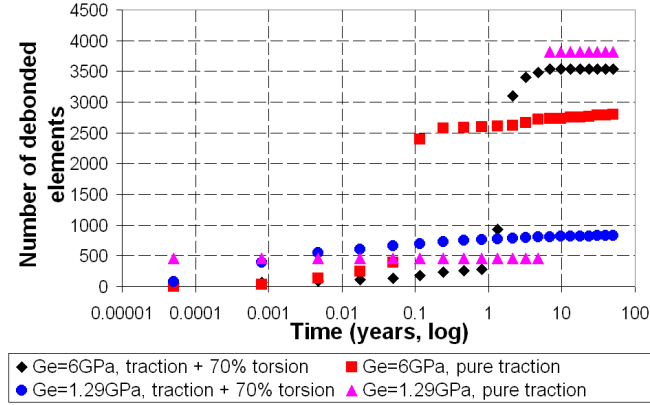 Number of debonded
elements
4500
4000
3500
3000
2500
2000
1500
1000
500
0
0.00001 0.0001 0.001 0.01 0.1 1 10 100
Time (years, log)
Ge=6GPa, traction + 70% torsion Ge=6GPa, pure traction
Ge=1.29GPa, traction + 70% torsion Ge=1.29GPa, pure traction